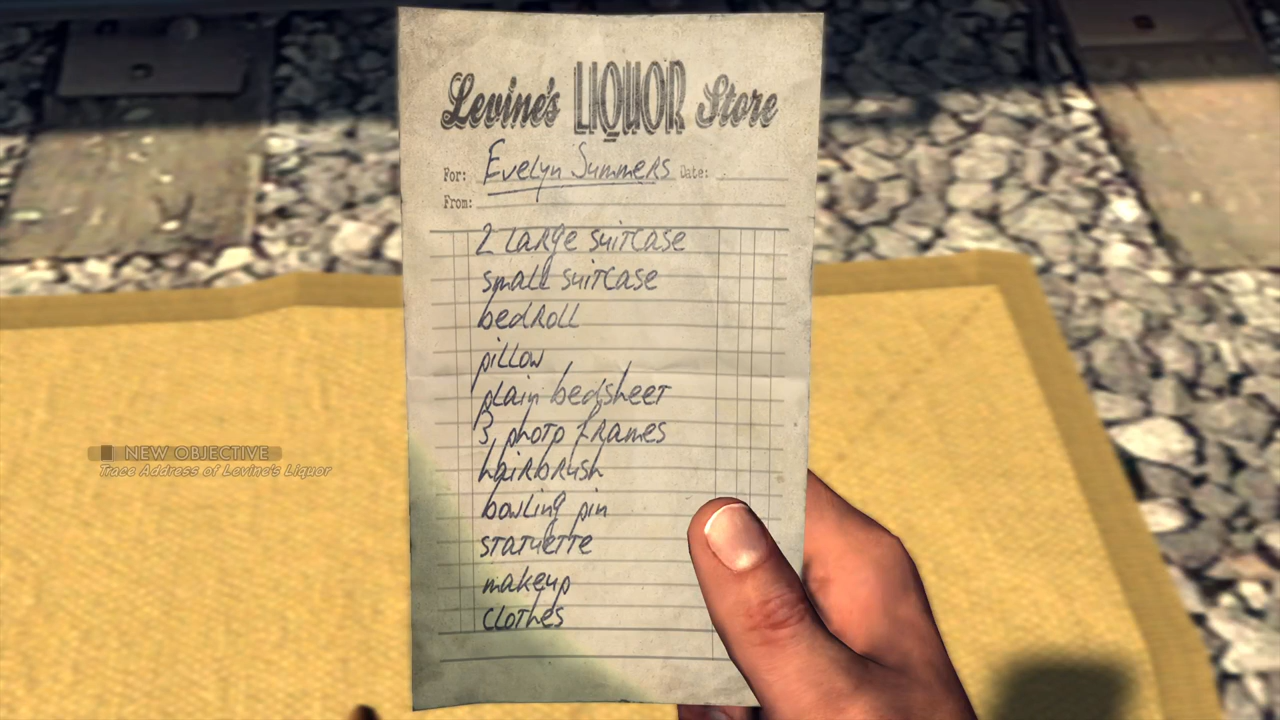 Levine's LIQUOR Store
For: Evelyn Summers Date:
From:
2 large suitcase
small suitcase
bedroll
pillow
plain bedsheet
3 photo frames
hairbrush
bowling pin
statuette
makeup
clothes
NEW OBJECTIVE
Trace Address of Levine's Liquor